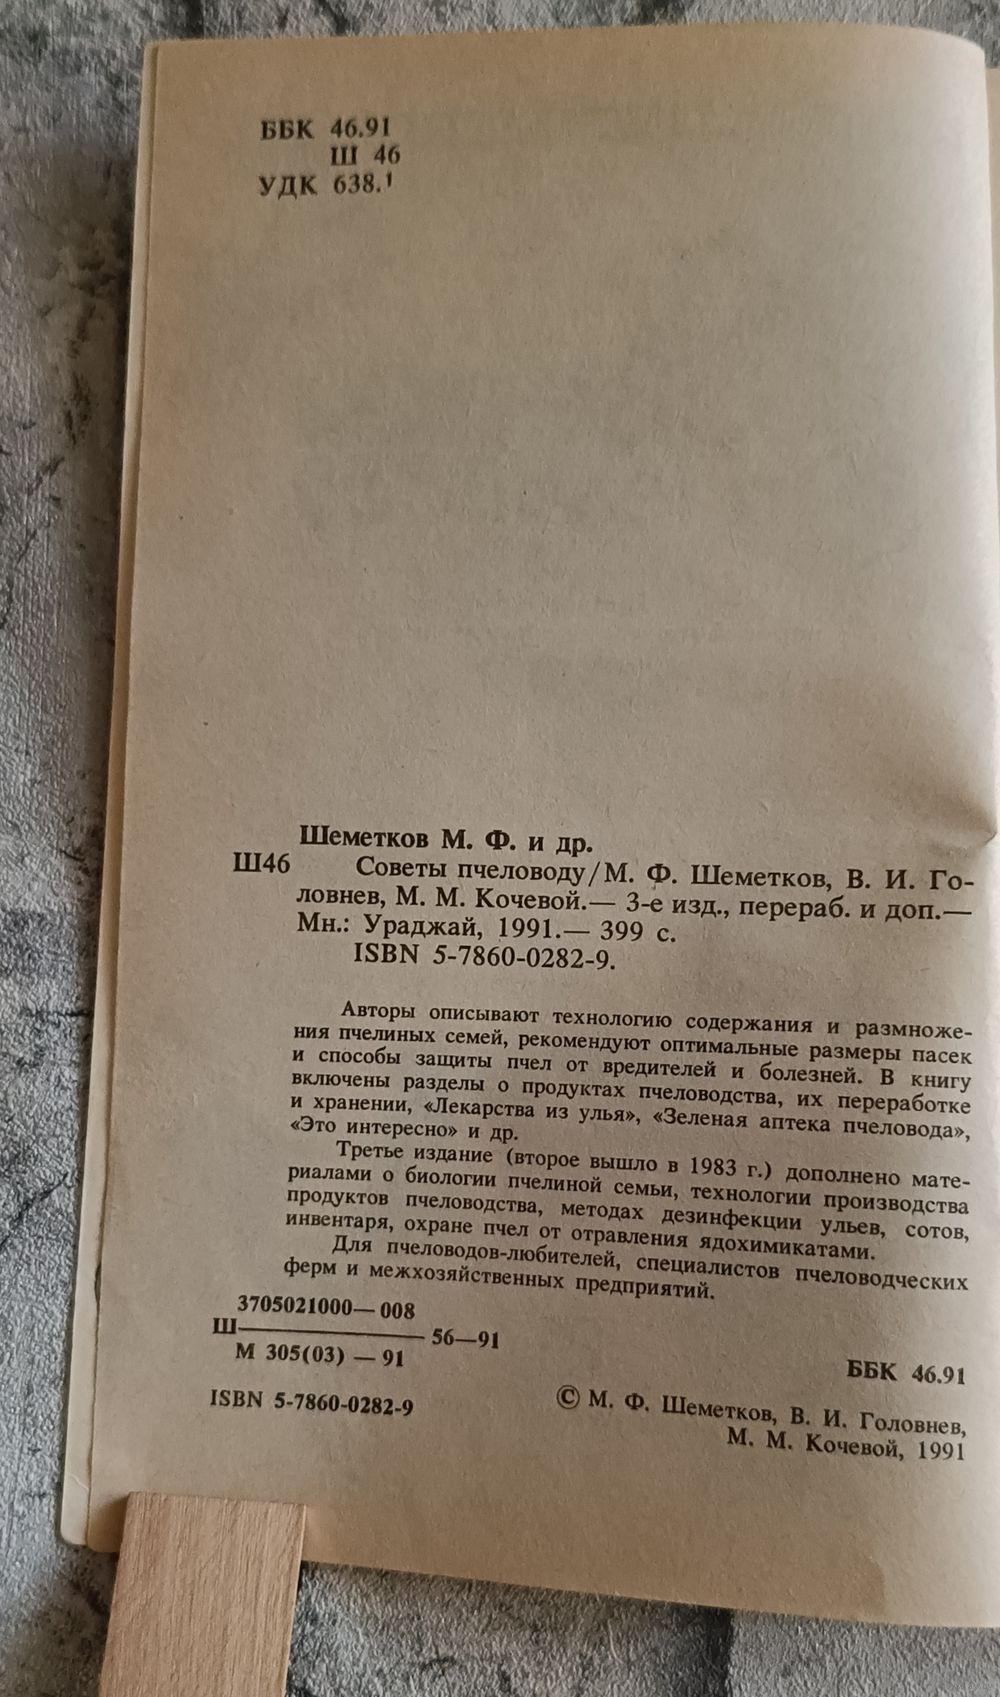 ББК 46.91
Ш 46
УДК 638.1
Шеметков М. Ф. и др.
Ш46 Советы пчеловоду/М. Ф. Шеметков, В. И. Го-
ловнев, М. М. Кочевой.— 3-е изд., перераб. и доп.—
Мн.: Ураджай, 1991.— 399 с.
ISBN 5-7860-0282-9.
Авторы описывают технологию содержания и размноже-
ния пчелиных семей, рекомендуют оптимальные размеры пасек
и способы защиты пчел от вредителей и болезней. В книгу
включены разделы о продуктах пчеловодства, их переработке
и хранении, «Лекарства из улья», «Зеленая аптека пчеловода»,
«Это интересно» и др.
Третье издание (второе вышло в 1983 г.) дополнено мате-
риалами о биологии пчелиной семьи, технологии производства
продуктов пчеловодства, методах дезинфекции ульев, сотов,
инвентаря, охране пчел от отравления ядохимикатами.
Для пчеловодов-любителей, специалистов пчеловодческих
ферм и межхозяйственных предприятий.
3705021000— 008
Ш— 56—91
М 305(03) — 91
ББК 46.91
ISBN 5-7860-0282-9
© М. Ф. Шеметков, В. И. Головнев,
М. М. Кочевой, 1991